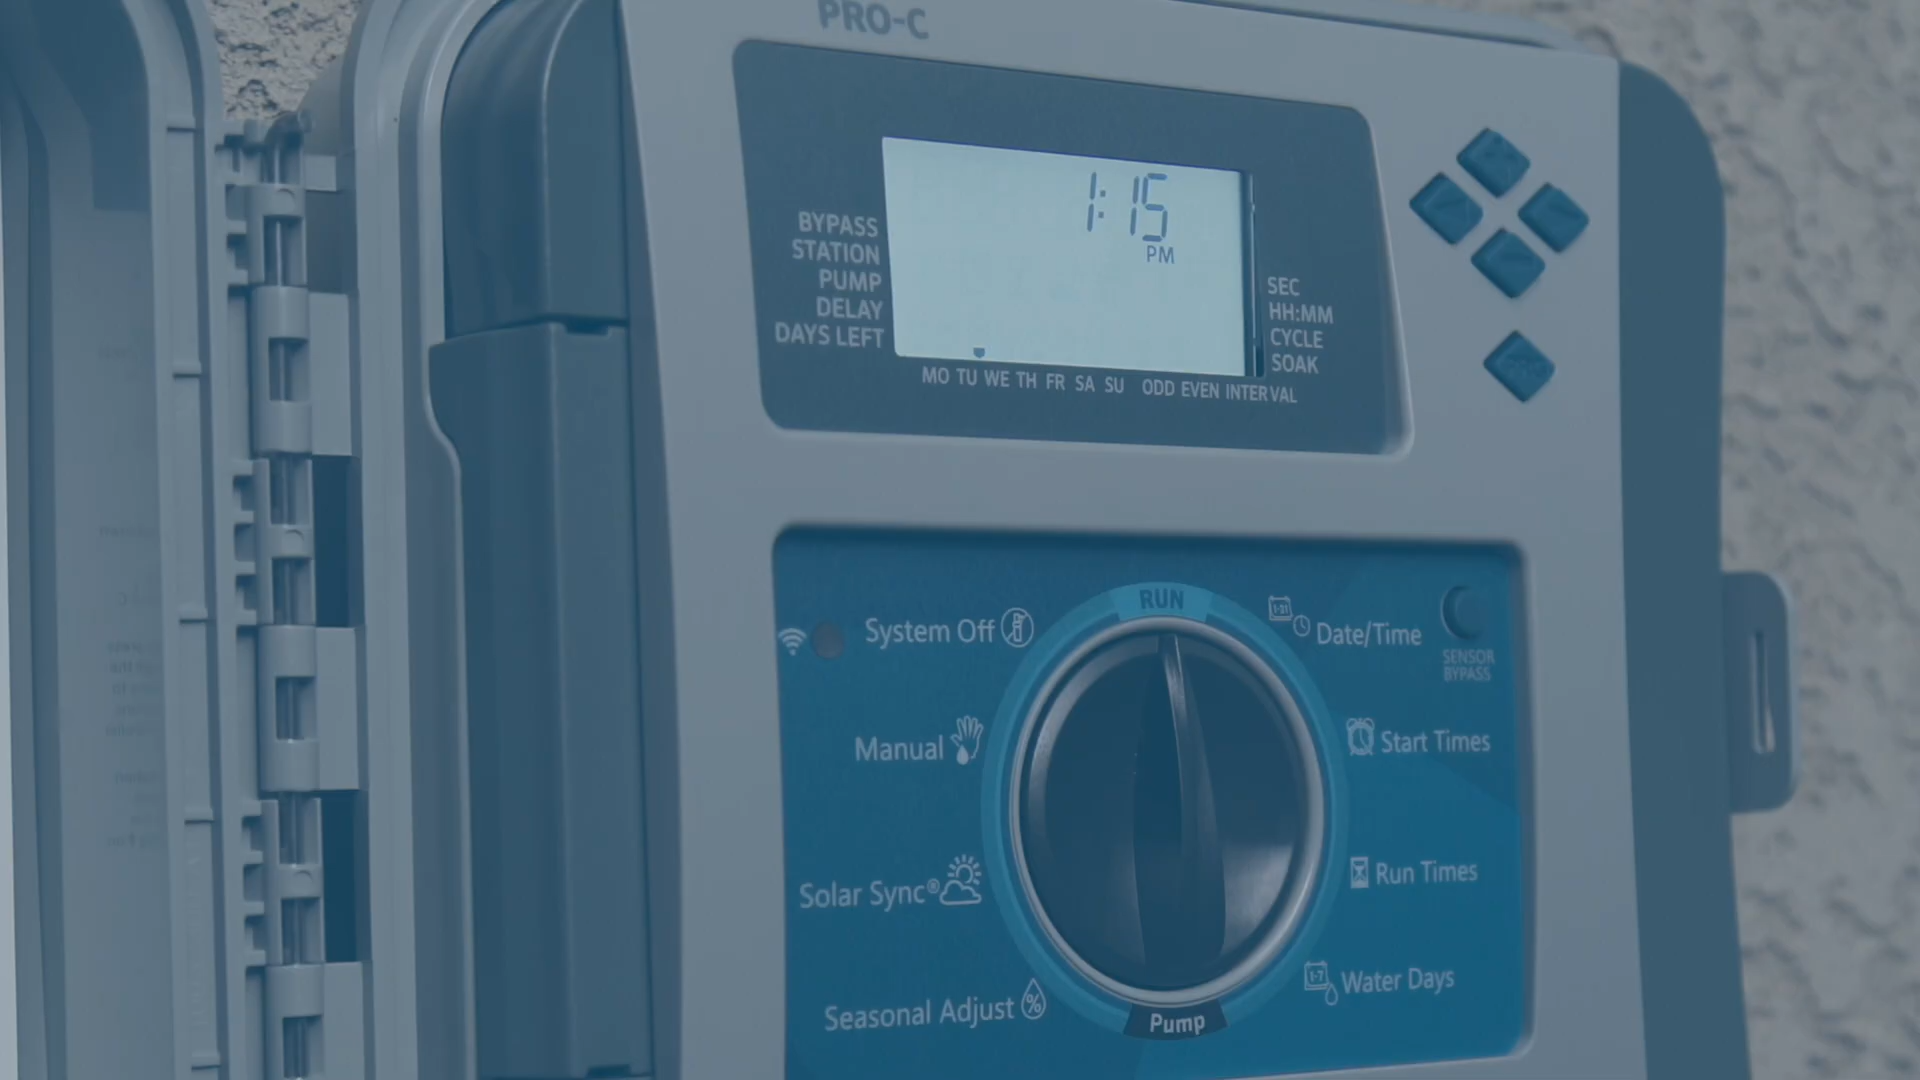 PRO-C
1:15
PM
BYPASS
STATION
PUMP
DELAY
DAYS LEFT
SEC
HH:MM
CYCLE
SOAK
MO TU WE TH FR SA SU ODD EVEN INTERVAL
RUN
System Off
Date/Time
SENSOR
BYPASS
Manual
Start Times
Solar Sync®
Run Times
Seasonal Adjust
Water Days
Pump